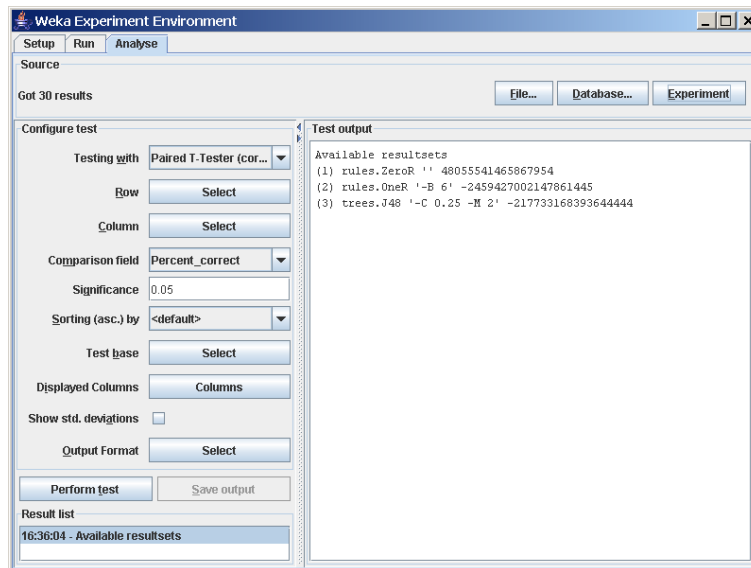 Weka Experiment Environment
Setup Run Analyse
Source
Got 30 results
File... Database... Experiment
Configure test
Testing with Paired T-Tester (cor...
Row Select
Column Select
Comparison field Percent_correct
Significance 0.05
Sorting (asc.) by <default>
Test base Select
Displayed Columns Columns
Show std. deviations
Output Format Select
Perform test Save output
Result list
16:36:04 - Available resultsets
Test output
Available resultsets
(1) rules.ZeroR '' 48055541465867954
(2) rules.OneR '-B 6' -2459427002147861445
(3) trees.J48 '-C 0.25 -M 2' -217733168393644444